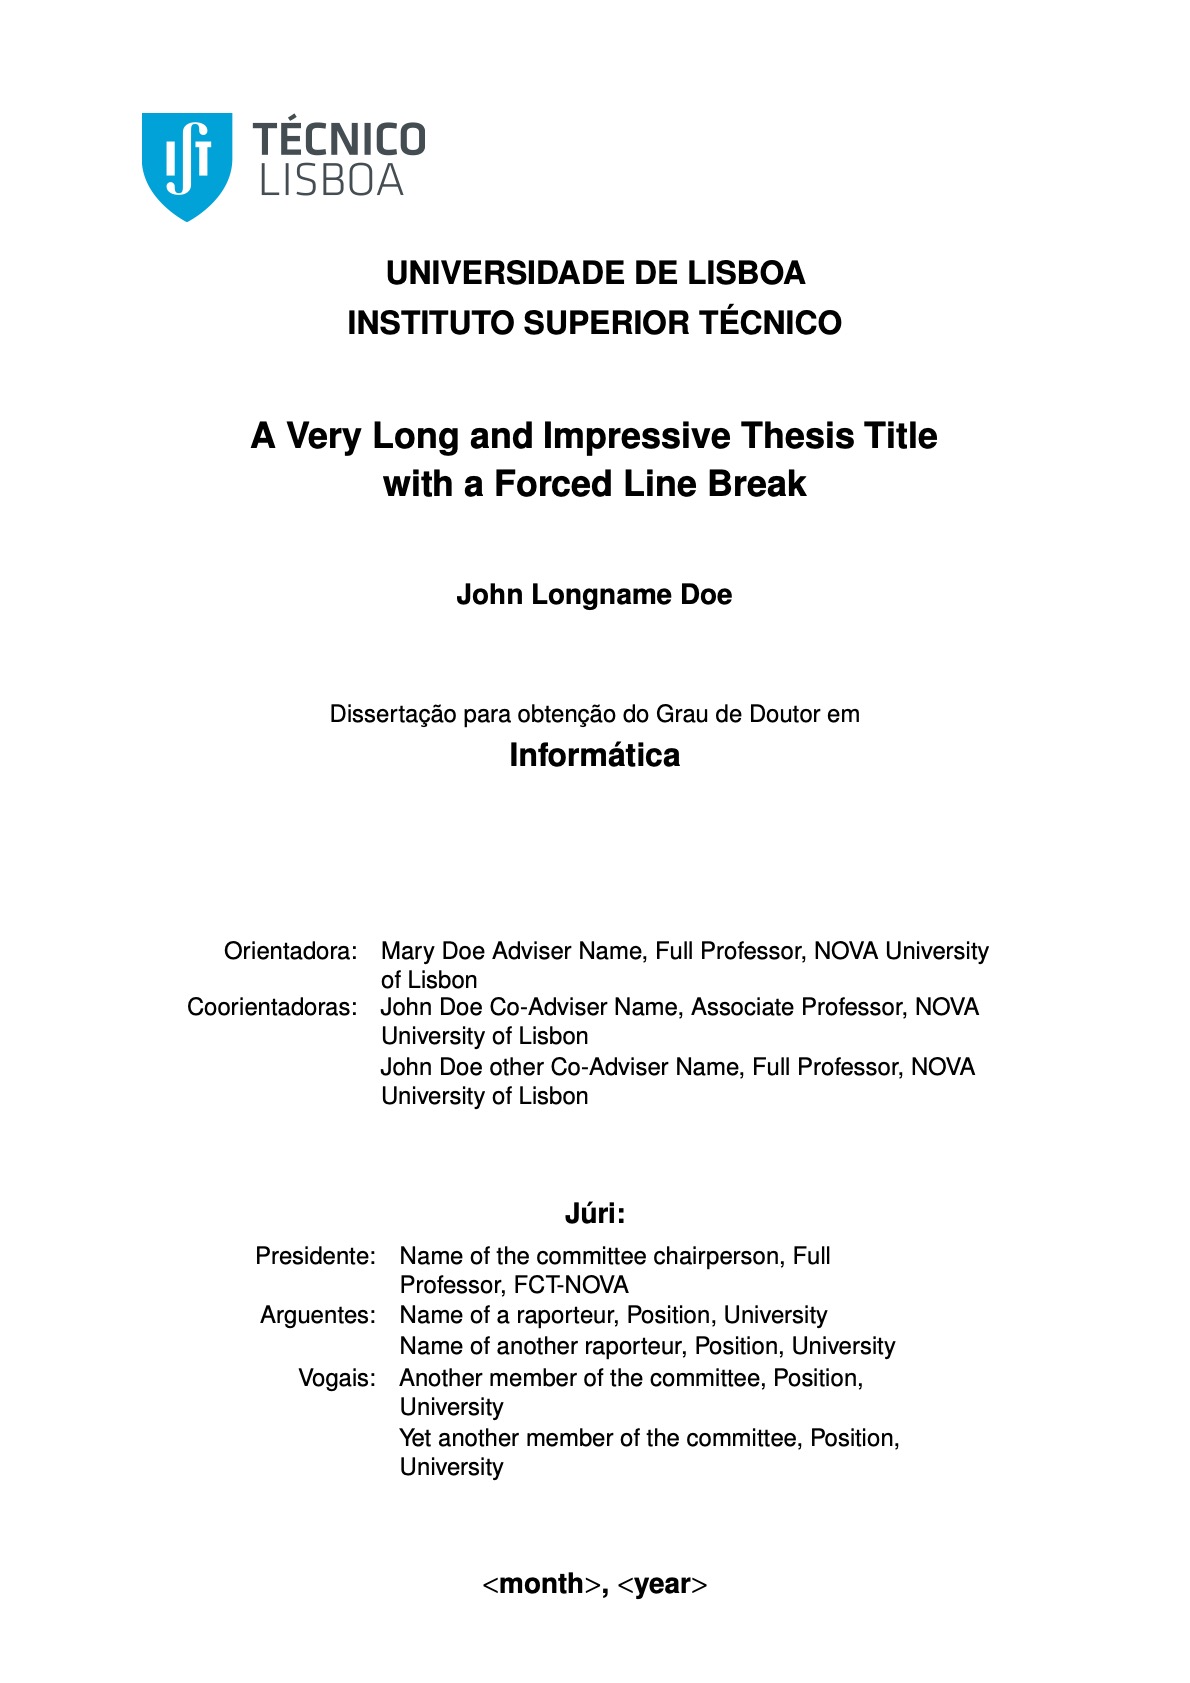 TÉCNICO
LISBOA
UNIVERSIDADE DE LISBOA
INSTITUTO SUPERIOR TÉCNICO
A Very Long and Impressive Thesis Title
with a Forced Line Break
John Longname Doe
Dissertação para obtenção do Grau de Doutor em
Informática
Orientadora: Mary Doe Adviser Name, Full Professor, NOVA University
of Lisbon
Coorientadoras: John Doe Co-Adviser Name, Associate Professor, NOVA
University of Lisbon
John Doe other Co-Adviser Name, Full Professor, NOVA
University of Lisbon
Júri:
Presidente: Name of the committee chairperson, Full
Professor, FCT-NOVA
Arguentes: Name of a raporteur, Position, University
Name of another raporteur, Position, University
Vogais: Another member of the committee, Position,
University
Yet another member of the committee, Position,
University
<month>, <year>